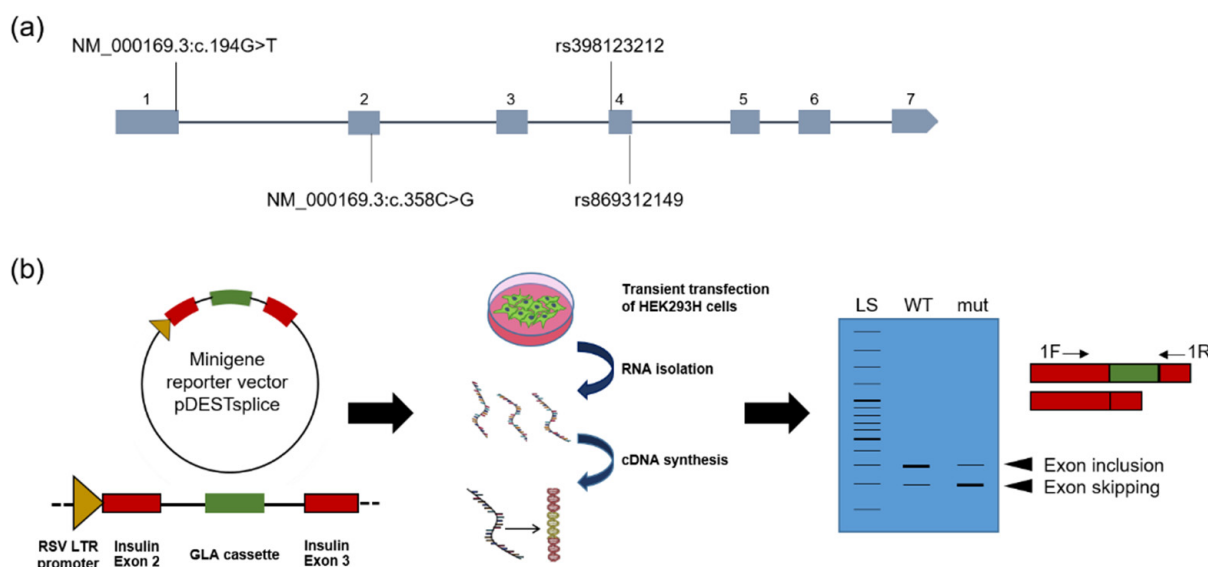 (a)
NM_000169.3:c.194G>T
rs398123212
1 2 3 4 5 6 7
NM_000169.3:c.358C>G
rs869312149
(b)
Minigene
reporter vector
pDESTsplice
RSV LTR
promoter
Insulin
Exon 2
GLA cassette
Insulin
Exon 3
Transient transfection
of HEK293H cells
RNA isolation
cDNA synthesis
LS WT mut
1F
1R
Exon inclusion
Exon skipping